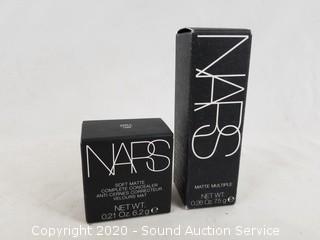 NARS
SOFT MATTE
COMPLETE CONCEALER
ANTI-CERNES CORRECTEUR
VELOURS MAT
NET WT.
0.21 Oz. 6.2 g ℮
NARS
MATTE MULTIPLE
NET WT.
0.26 Oz. 7.5 g ℮
Copyright 2020 - Sound Auction Service